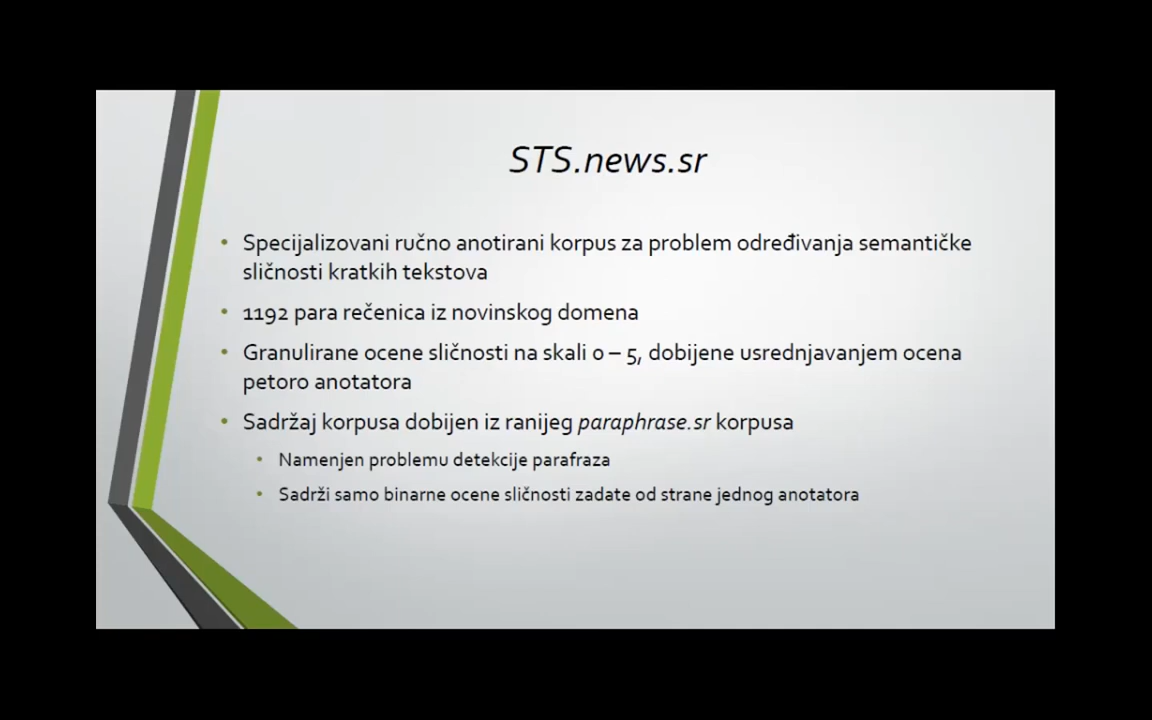 STS.news.sr
• Specijalizovani ručno anotirani korpus za problem određivanja semantičke
sličnosti kratkih tekstova
• 1192 para rečenica iz novinskog domena
• Granulirane ocene sličnosti na skali 0 – 5, dobijene usrednjavanjem ocena
petoro anotatora
• Sadržaj korpusa dobijen iz ranijeg paraphrase.sr korpusa
• Namenjen problemu detekcije parafraza
• Sadrži samo binarne ocene sličnosti zadate od strane jednog anotatora